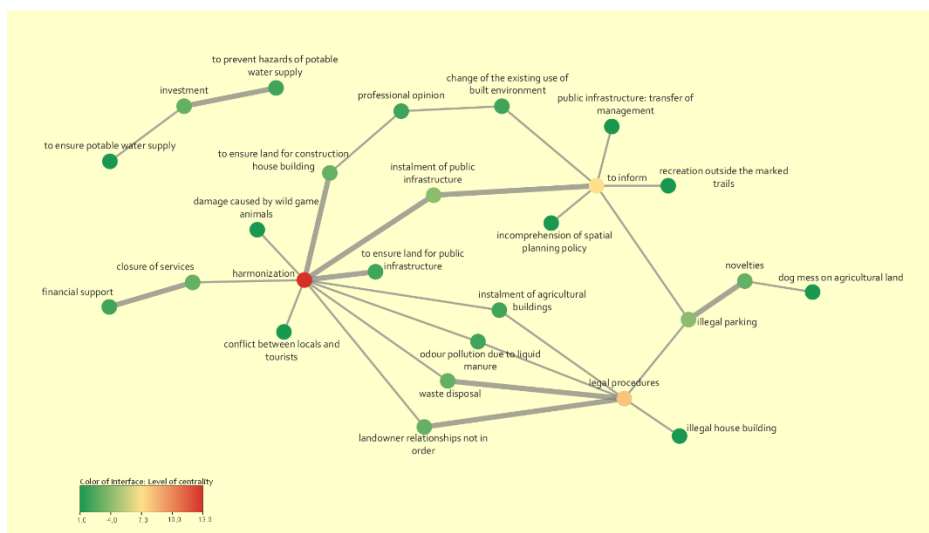 to prevent hazards of potable
water supply
investment
change of the existing use of
built environment
professional opinion
public infrastructure: transfer of
management
to ensure potable water supply
to ensure land for construction
house building
instalment of public
infrastructure
to inform
recreation outside the marked
trails
damage caused by wild game
animals
incomprehension of spatial
planning policy
to ensure land for public
infrastructure
closure of services
harmonization
novelties
dog mess on agricultural land
financial support
instalment of agricultural
buildings
illegal parking
conflict between locals and
tourists
odour pollution due to liquid
manure
legal procedures
waste disposal
illegal house building
landowner relationships not in
order
Color of Interface: Level of centrality
1.0 4.0 7.0 10.0 13.0